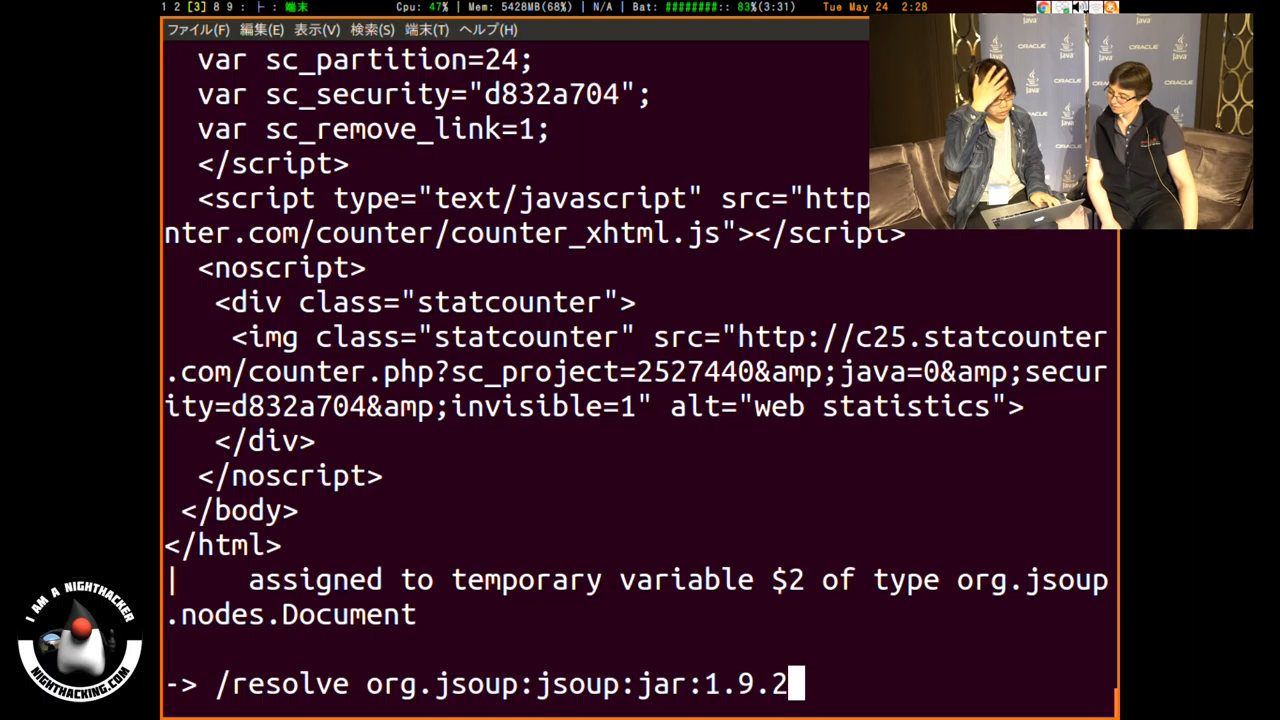 1 2 [3] 8 9 : ├ : 端末
Cpu: 47% | Mem: 5428MB(68%) | N/A | Bat: ########:: 83%(3:31)
Tue May 24 2:28
ファイル(F) 編集(E) 表示(V) 検索(S) 端末(T) ヘルプ(H)
var sc_partition=24;
var sc_security="d832a704";
var sc_remove_link=1;
</script>
<script type="text/javascript" src="http
nter.com/counter/counter_xhtml.js"></script>
<noscript>
<div class="statcounter">
<img class="statcounter" src="http://c25.statcounter
.com/counter.php?sc_project=2527440&amp;java=0&amp;secur
ity=d832a704&amp;invisible=1" alt="web statistics">
</div>
</noscript>
</body>
</html>
| assigned to temporary variable $2 of type org.jsoup
.nodes.Document
-> /resolve org.jsoup:jsoup:jar:1.9.2
ORACLE
Java
ORACLE
Java
ORACLE
I AM A NIGHTHACKER
NIGHTHACKING.COM